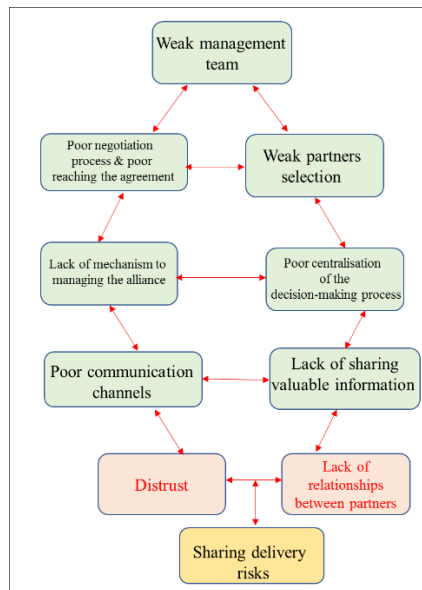 Weak management
team
Poor negotiation
process & poor
reaching the agreement
Weak partners
selection
Lack of mechanism to
managing the alliance
Poor centralisation
of the
decision-making process
Poor communication
channels
Lack of sharing
valuable information
Distrust
Lack of
relationships
between partners
Sharing delivery
risks